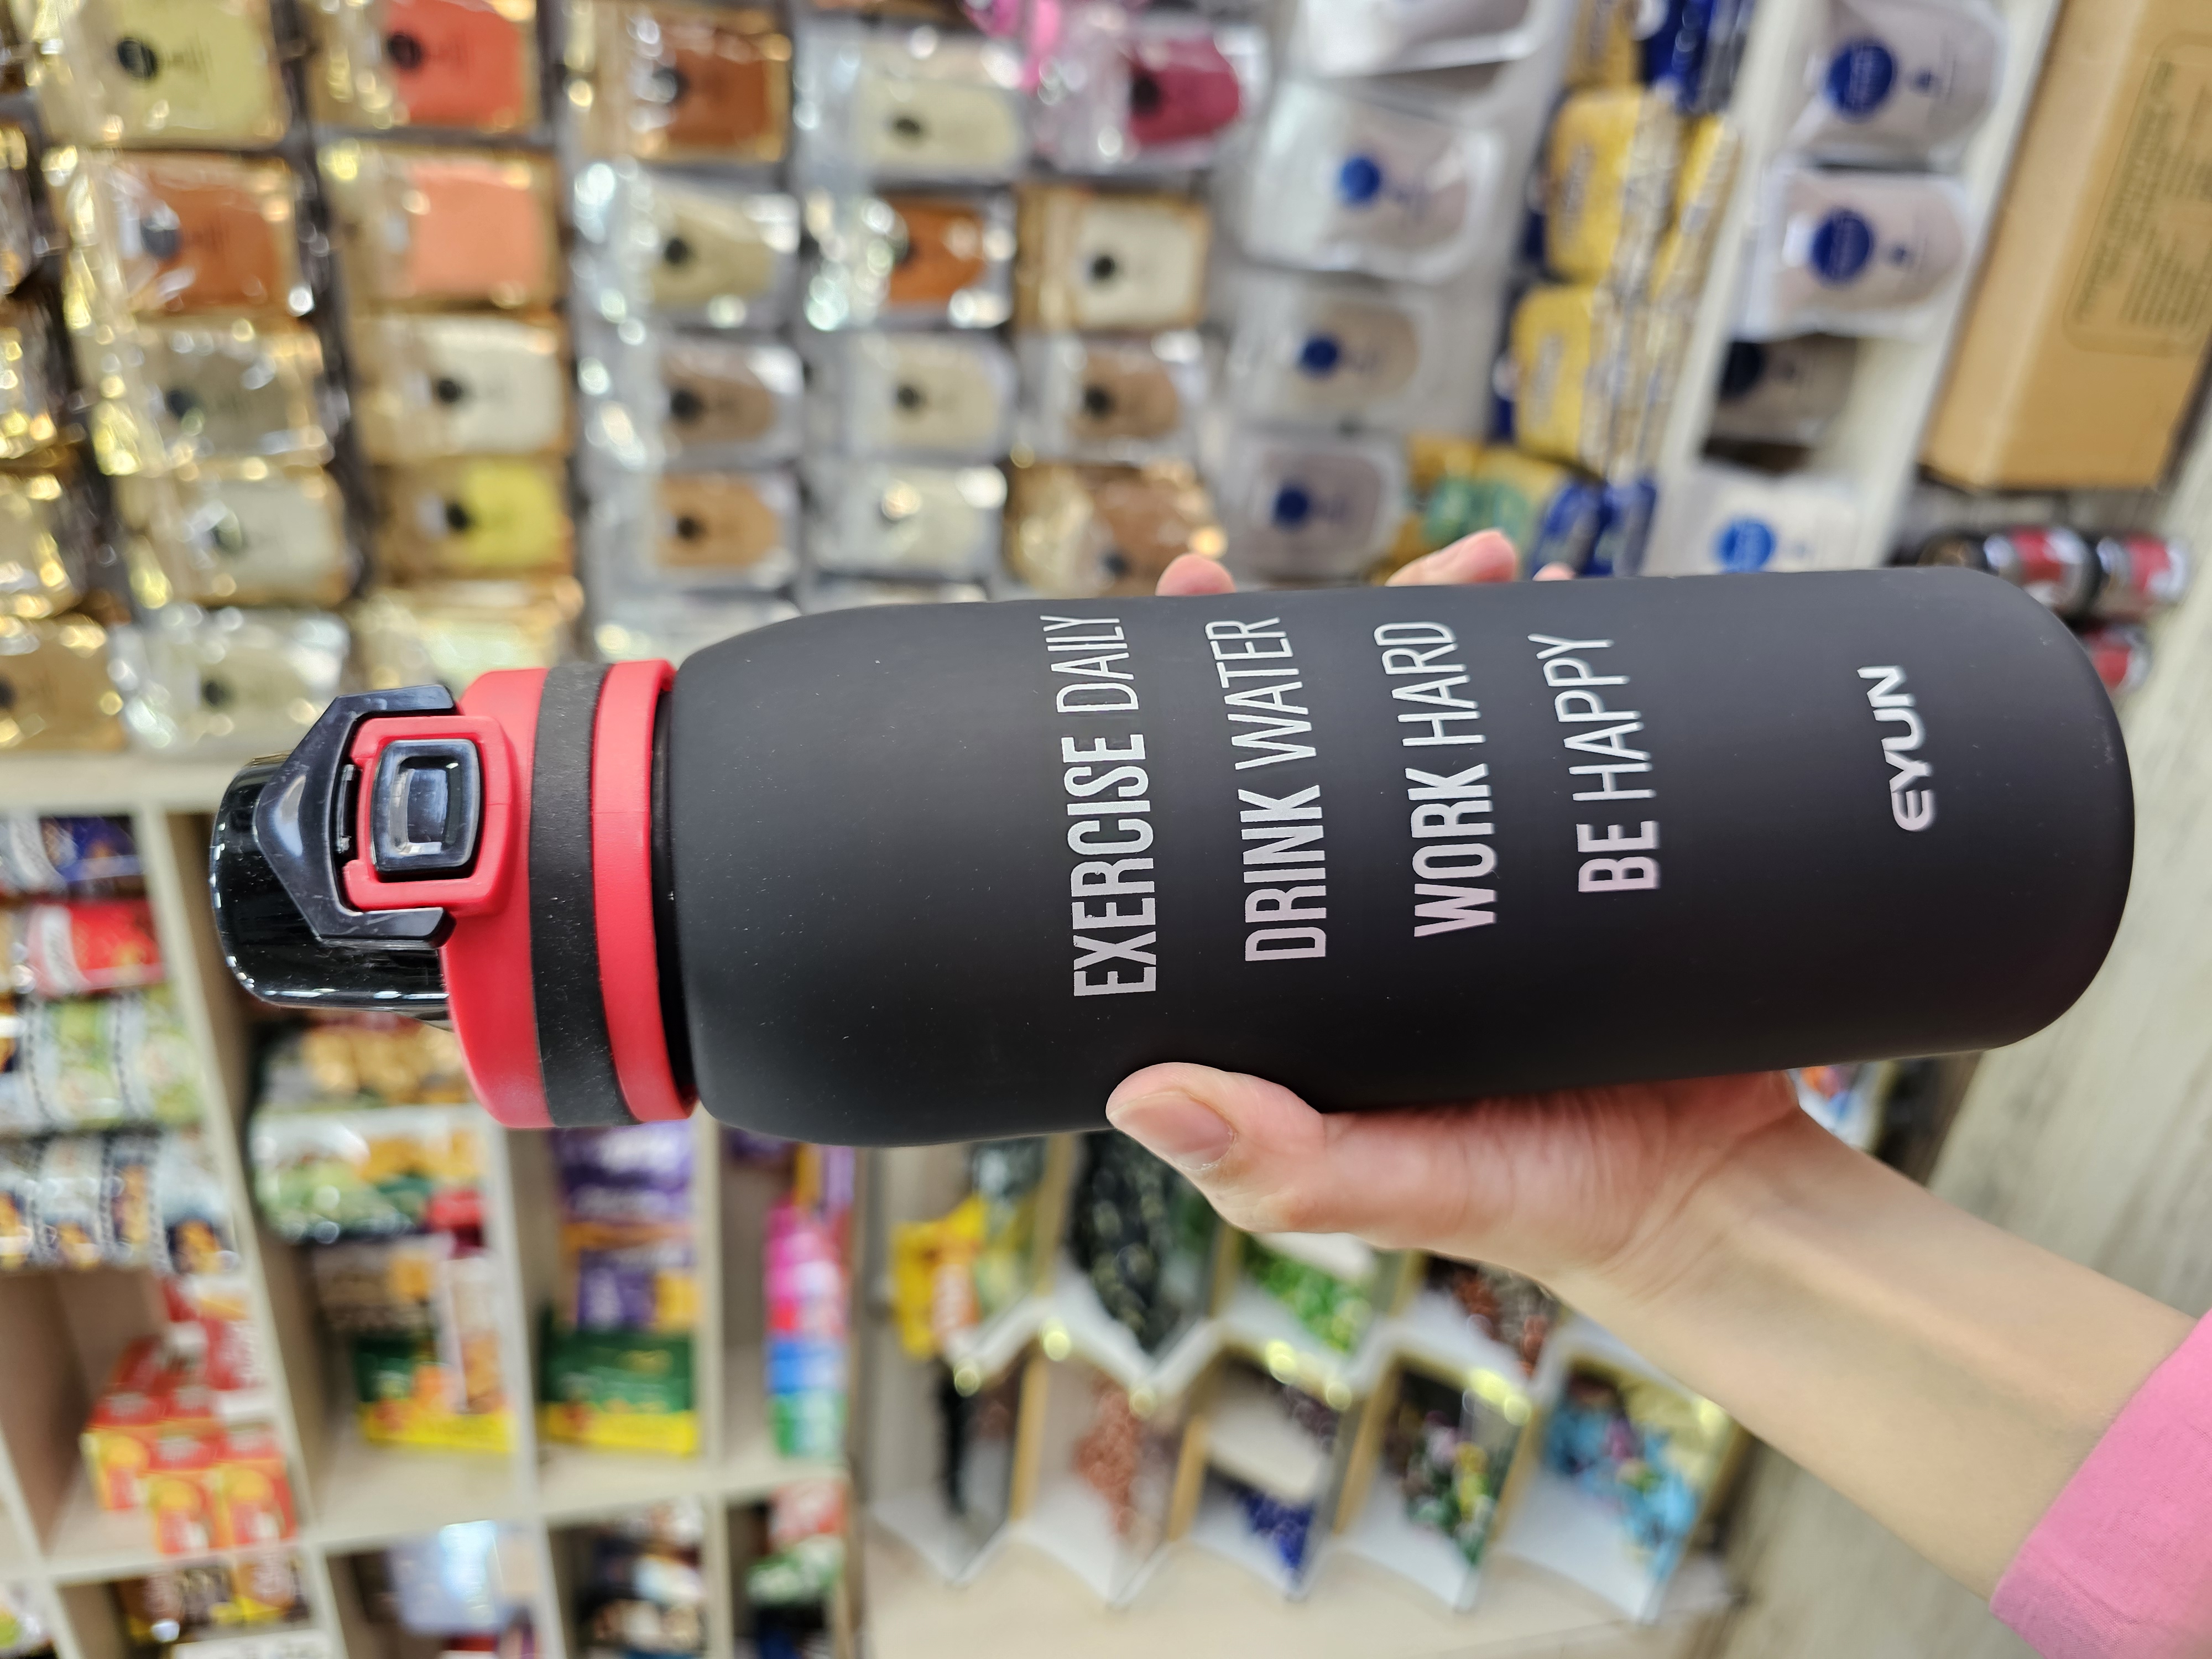 EXERCISE DAILY
DRINK WATER
WORK HARD
BE HAPPY
EYUN